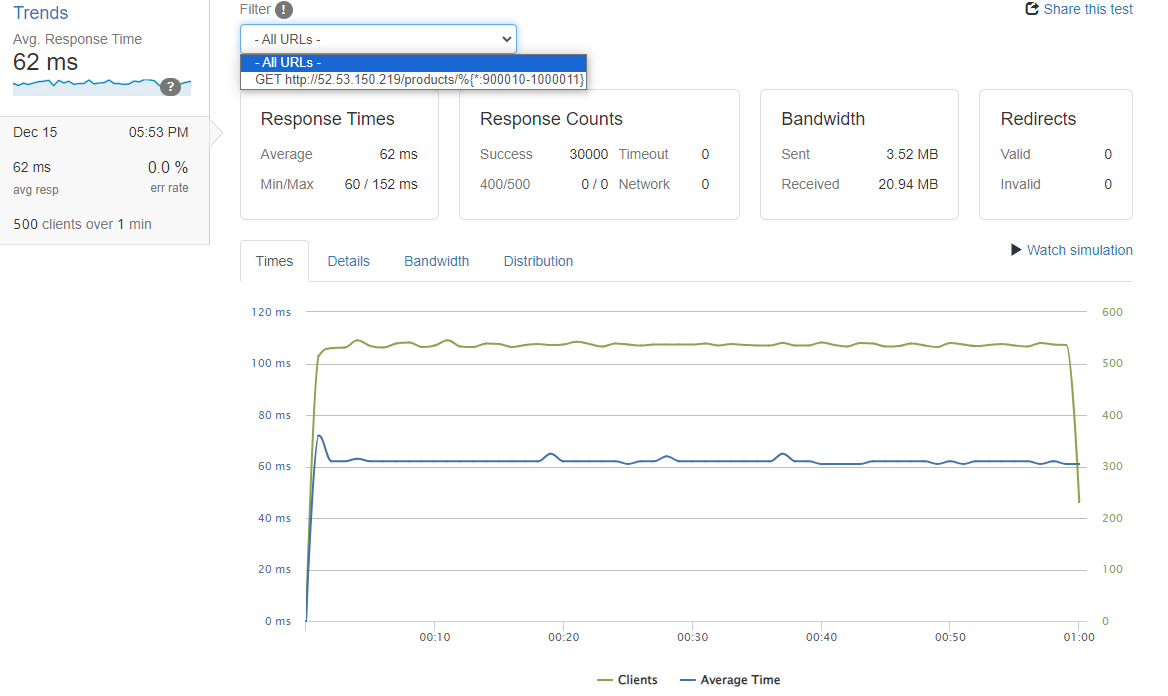 Trends
Avg. Response Time
62 ms
?
Dec 15 05:53 PM
62 ms 0.0 %
avg resp err rate
500 clients over 1 min
Filter !
Share this test
- All URLs -
- All URLs -
GET http://52.53.150.219/products/%{*:900010-1000011}
Response Times
Average 62 ms
Min/Max 60 / 152 ms
Response Counts
Success 30000 Timeout 0
400/500 0 / 0 Network 0
Bandwidth
Sent 3.52 MB
Received 20.94 MB
Redirects
Valid 0
Invalid 0
Times Details Bandwidth Distribution
Watch simulation
120 ms 600
100 ms 500
80 ms 400
60 ms 300
40 ms 200
20 ms 100
0 ms 0
00:10 00:20 00:30 00:40 00:50 01:00
Clients Average Time